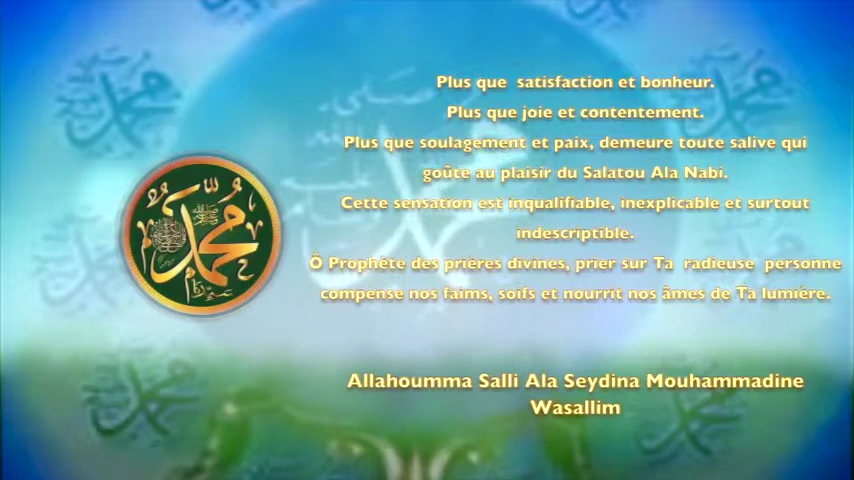 Plus que satisfaction et bonheur.
Plus que joie et contentement.
Plus que soulagement et paix, demeure toute salive qui
goûte au plaisir du Salatou Ala Nabi.
Cette sensation est inqualifiable, inexplicable et surtout
indescriptible.
Ô Prophète des prières divines, prier sur Ta radieuse personne
compense nos faims, soifs et nourrit nos âmes de Ta lumière.
محمد
Allahoumma Salli Ala Seydina Mouhammadine
Wasallim